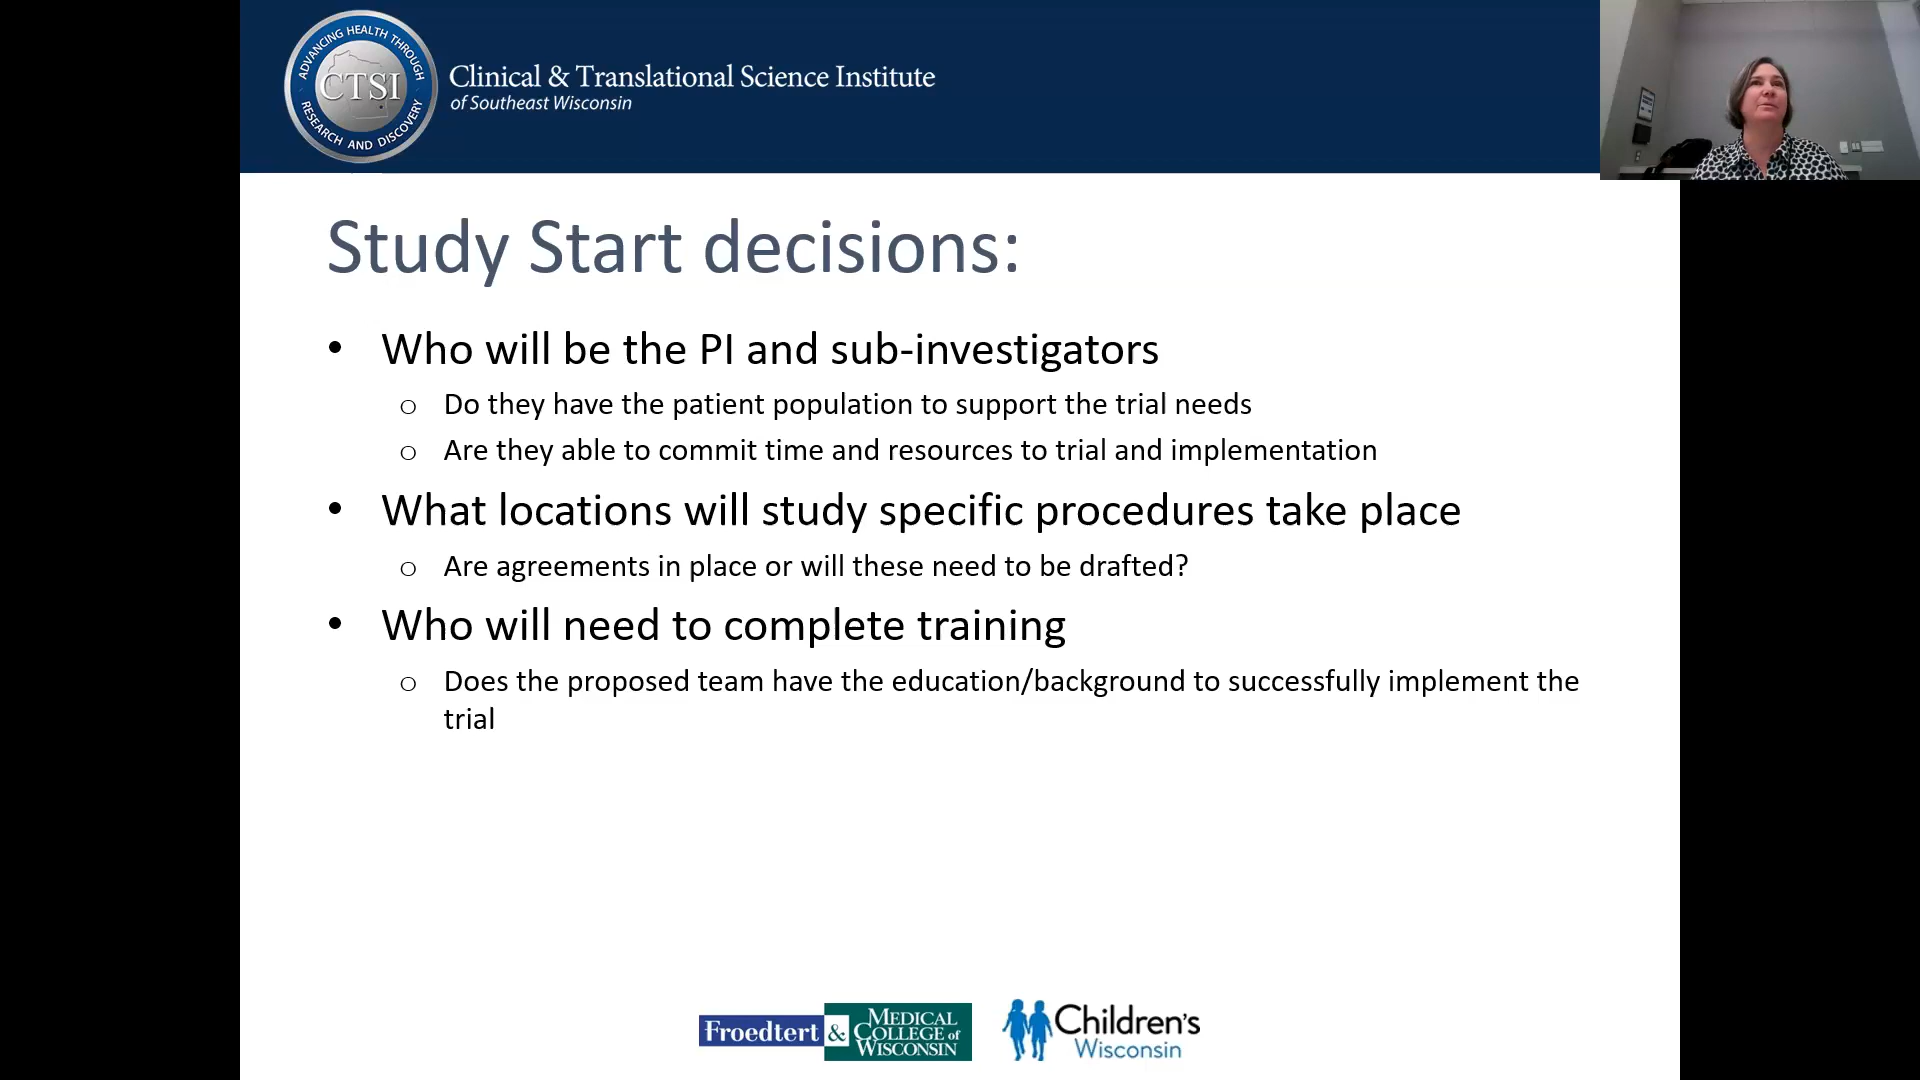 ADVANCING HEALTH THROUGH
CTSI
RESEARCH AND DISCOVERY
Clinical & Translational Science Institute
of Southeast Wisconsin
Study Start decisions:
• Who will be the PI and sub-investigators
o Do they have the patient population to support the trial needs
o Are they able to commit time and resources to trial and implementation
• What locations will study specific procedures take place
o Are agreements in place or will these need to be drafted?
• Who will need to complete training
o Does the proposed team have the education/background to successfully implement the
trial
Froedtert & MEDICAL
COLLEGE of
WISCONSIN
Children's
Wisconsin